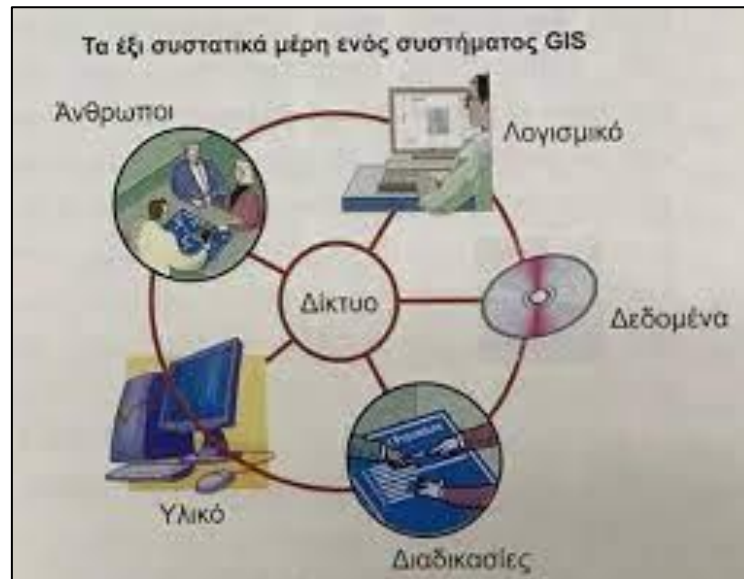 Τα έξι συστατικά μέρη ενός συστήματος GIS
Άνθρωποι
Λογισμικό
Δίκτυο
Δεδομένα
Υλικό
Διαδικασίες